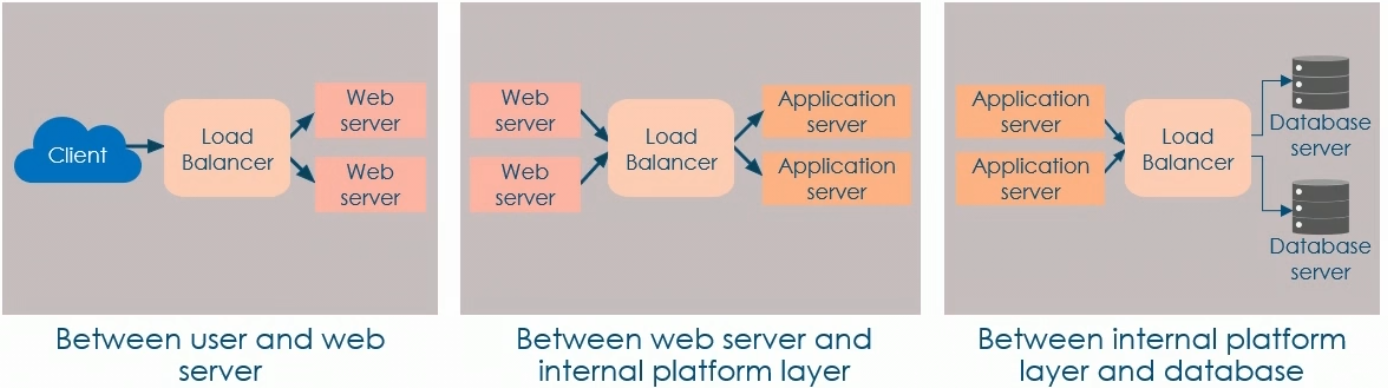 Client
Load
Balancer
Web
server
Web
server
Between user and web
server
Web
server
Web
server
Load
Balancer
Application
server
Application
server
Between web server and
internal platform layer
Application
server
Application
server
Load
Balancer
Database
server
Database
server
Between internal platform
layer and database